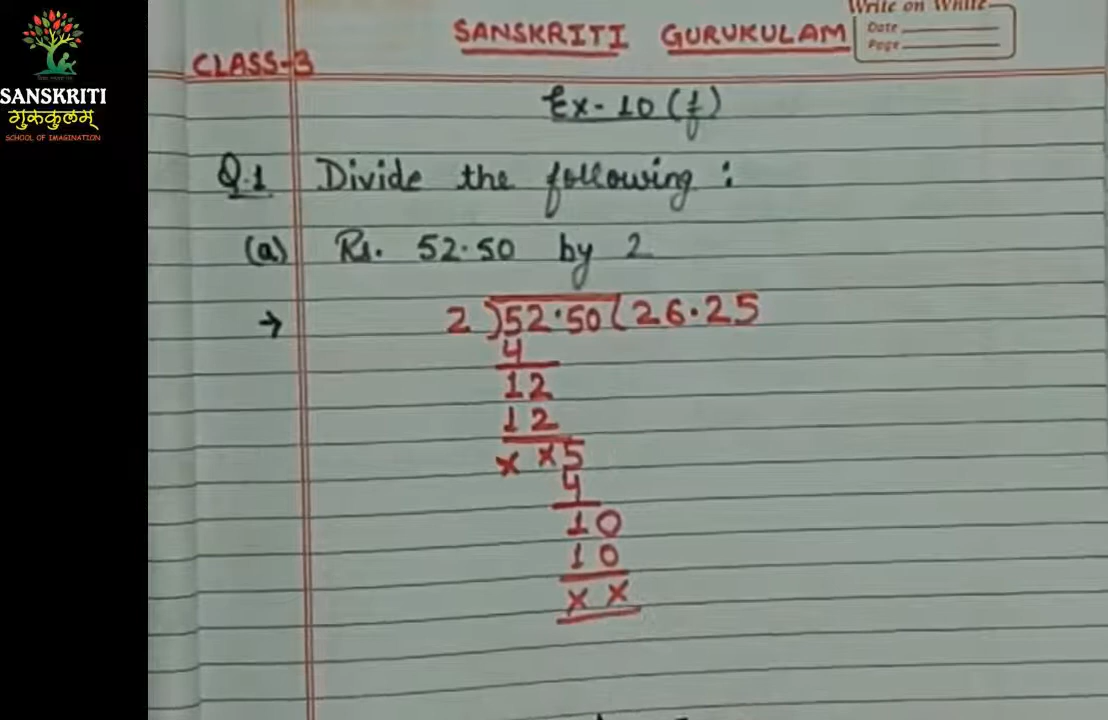 SANSKRITI
गुरुकुलम्
SCHOOL OF IMAGINATION
Write on White
Date
Page
SANSKRITI GURUKULAM
CLASS-3
Ex-10 (f)
Q.1 Divide the following :
(a) Rs. 52.50 by 2
→ 2)52.50(26.25
4
12
12
x x5
4
10
10
x x